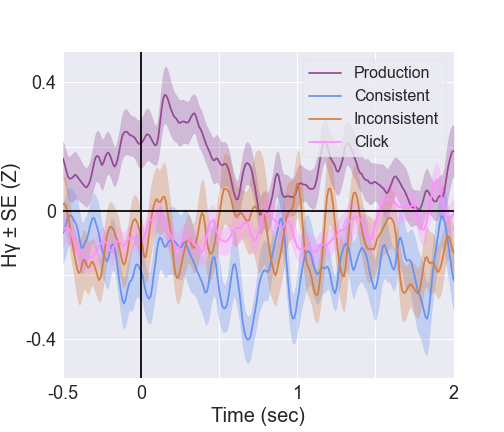 Production
Consistent
Inconsistent
Click
0.4
0
-0.4
Hγ ± SE (Z)
-0.5
0
1
2
Time (sec)